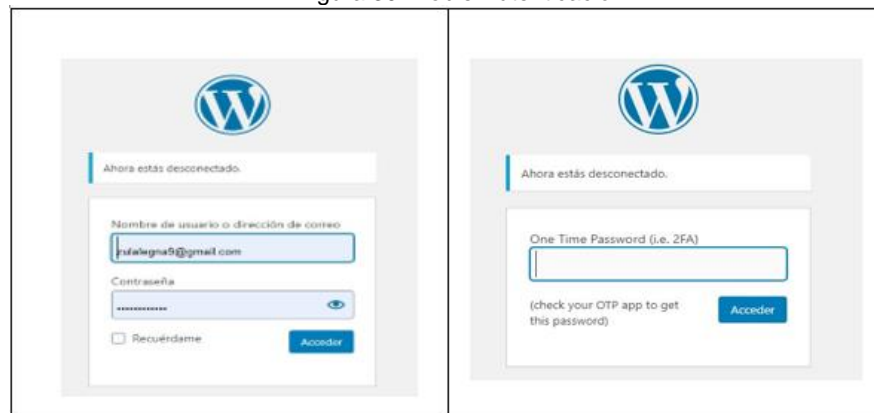 Ahora estás desconectado.
Nombre de usuario o dirección de correo
Contraseña
Recuérdame
Acceder
Ahora estás desconectado.
One Time Password (i.e. 2FA)
(check your OTP app to get
this password)
Acceder